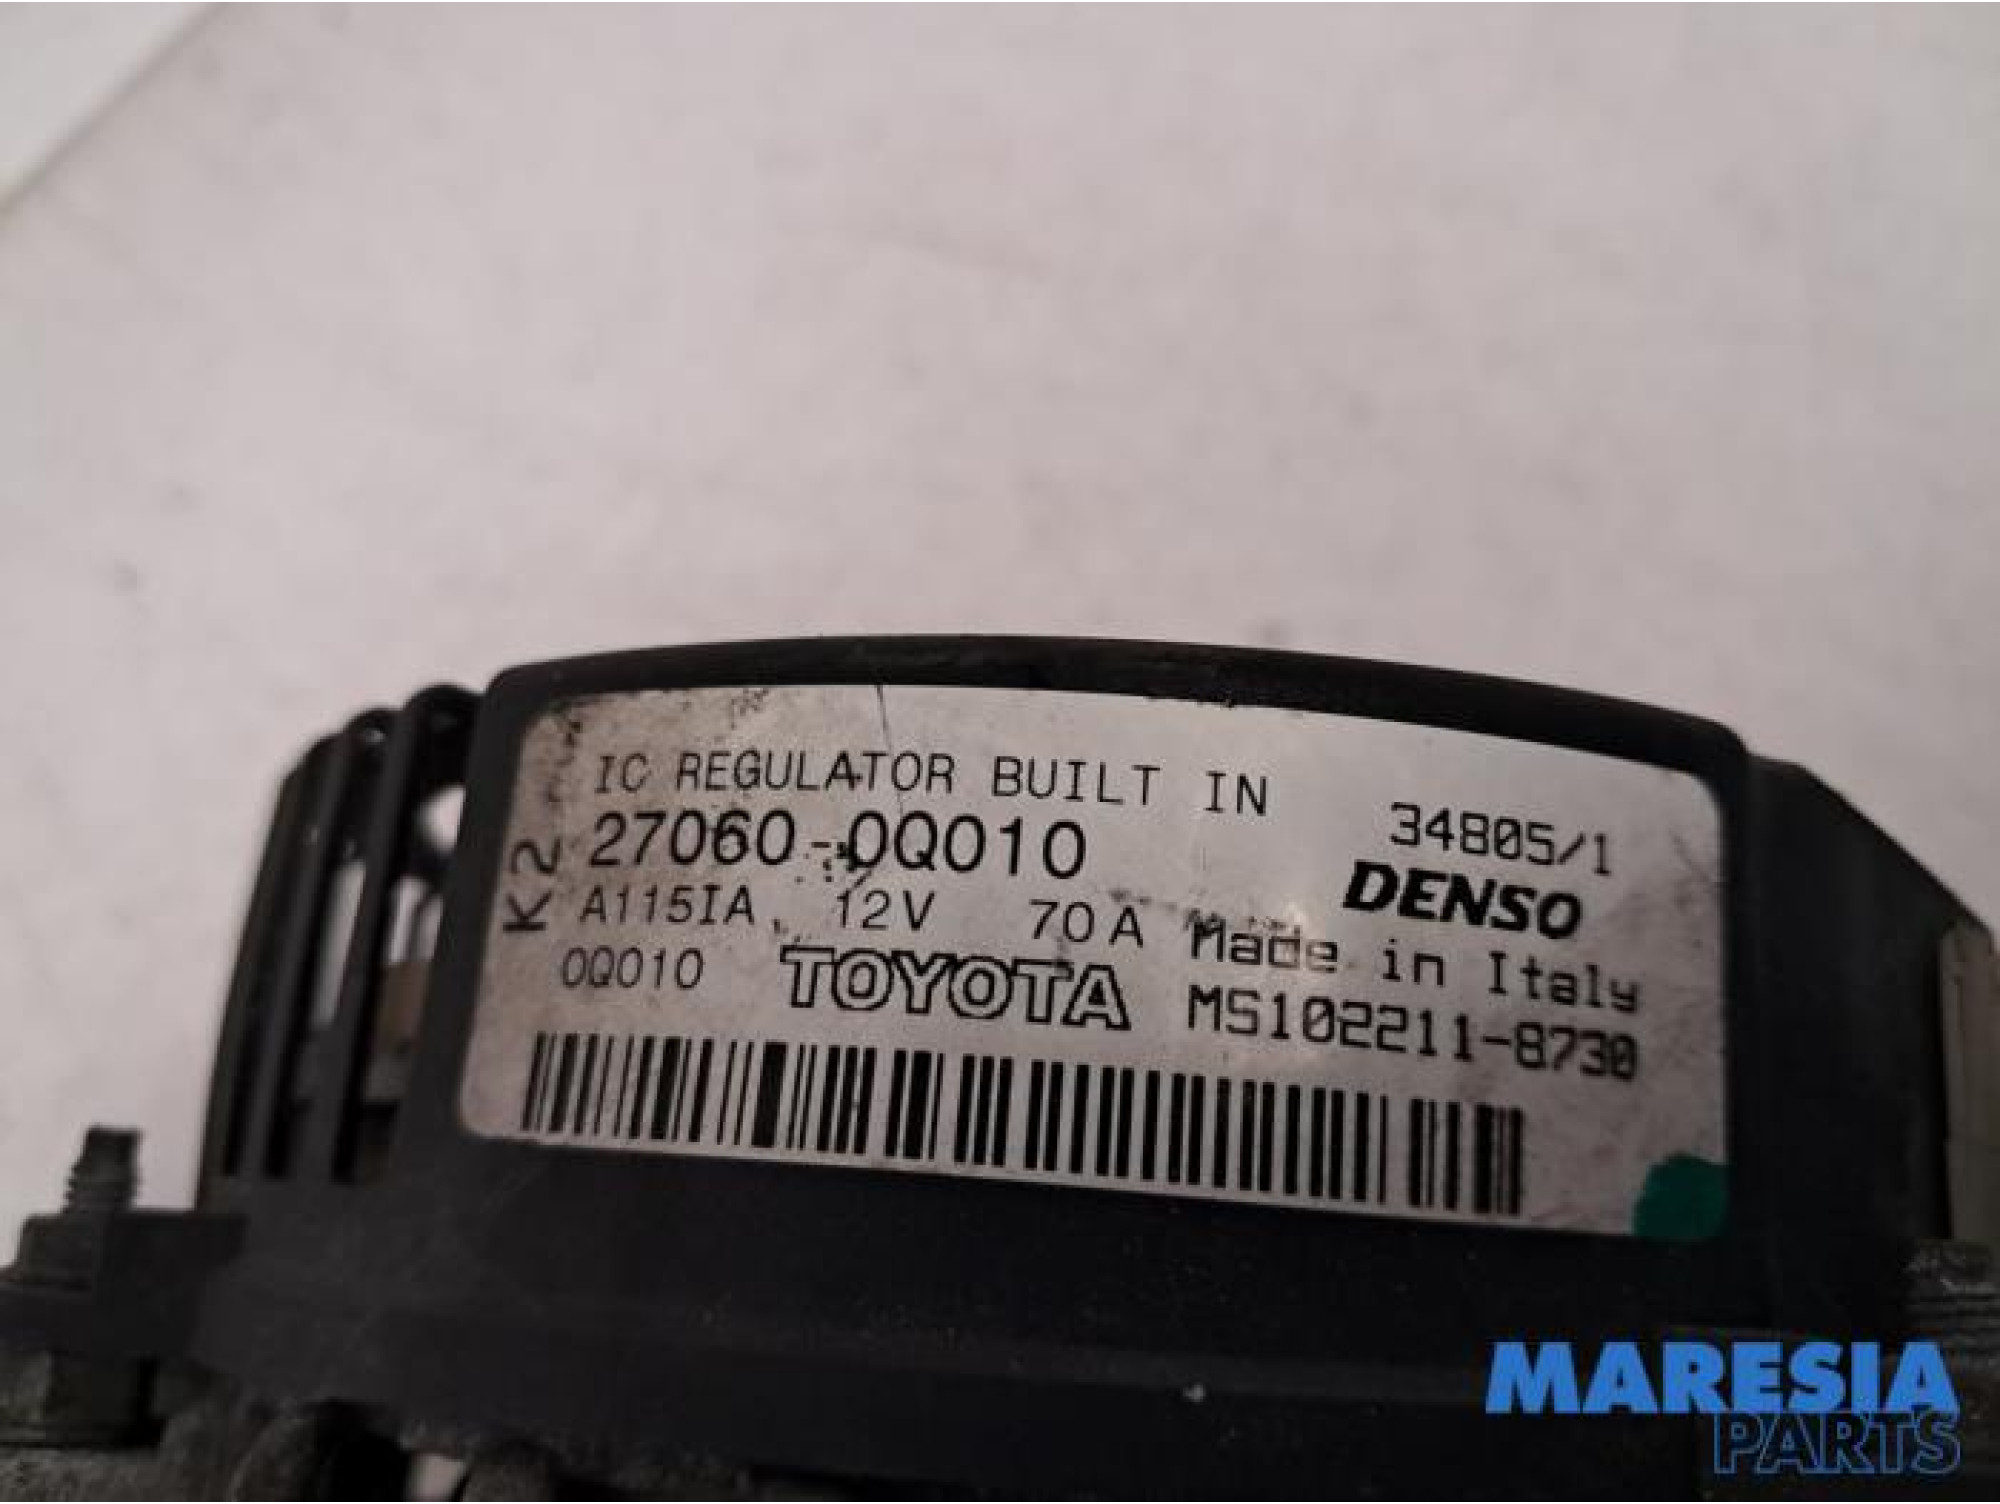 IC REGULATOR BUILT IN
27060-0Q010
34805/1
K2
DENSO
A115IA 12V 70A
Made in Italy
0Q010 TOYOTA
MS102211-8730
MARESIA
PARTS